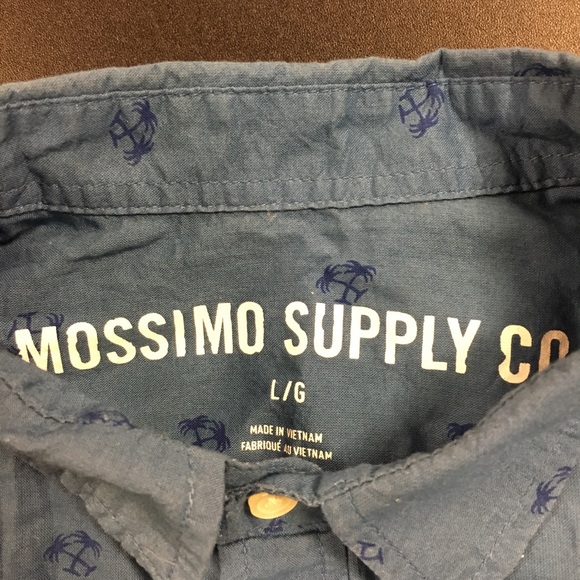 MOSSIMO SUPPLY CO
L/G
MADE IN VIETNAM
FABRIQUÉ AU VIETNAM